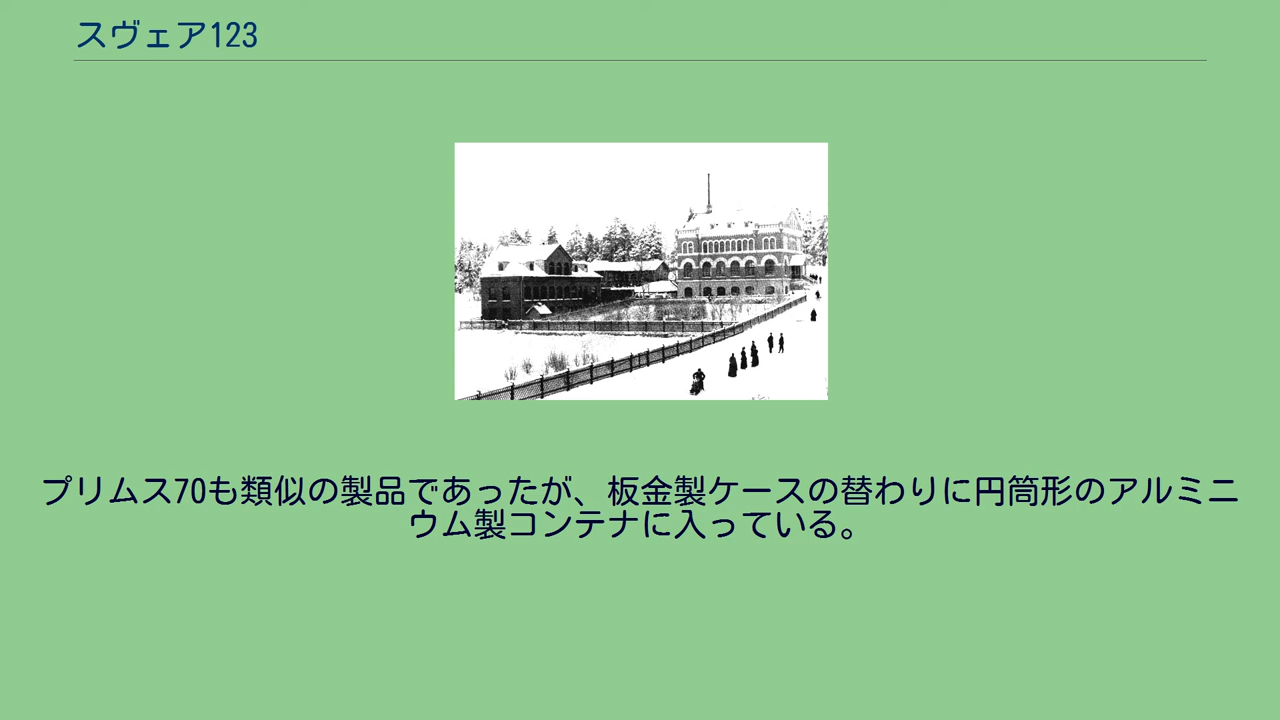 スヴェア123
プリムス70も類似の製品であったが、板金製ケースの替わりに円筒形のアルミニ
ウム製コンテナに入っている。